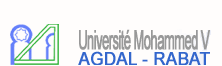 Université Mohammed V
AGDAL - RABAT